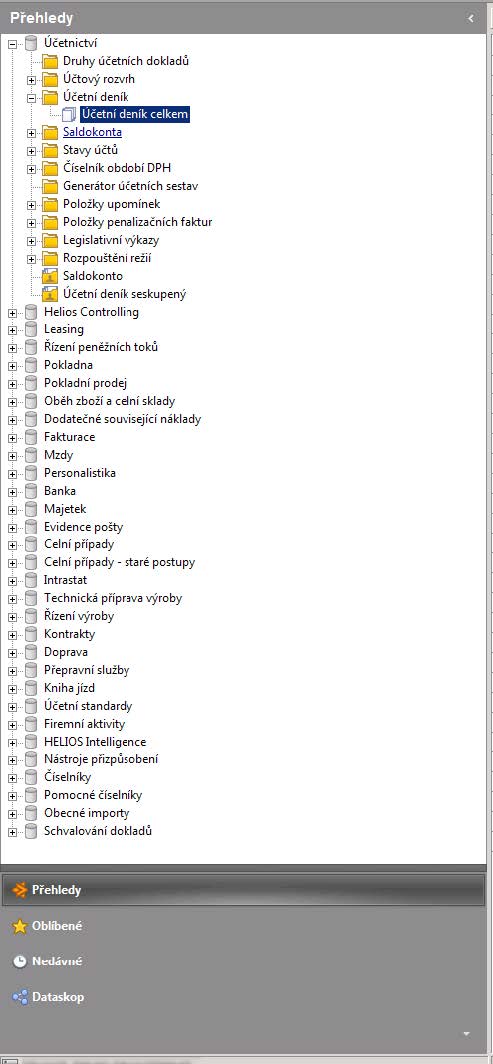 Přehledy
Účetnictví
Druhy účetních dokladů
Účtový rozvrh
Účetní deník
Účetní deník celkem
Saldokonta
Stavy účtů
Číselník období DPH
Generátor účetních sestav
Položky upomínek
Položky penalizačních faktur
Legislativní výkazy
Rozpouštění režií
Saldokonto
Účetní deník seskupený
Helios Controlling
Leasing
Řízení peněžních toků
Pokladna
Pokladní prodej
Oběh zboží a celní sklady
Dodatečné související náklady
Fakturace
Mzdy
Personalistika
Banka
Majetek
Evidence pošty
Celní případy
Celní případy - staré postupy
Intrastat
Technická příprava výroby
Řízení výroby
Kontrakty
Doprava
Přepravní služby
Kniha jízd
Účetní standardy
Firemní aktivity
HELIOS Intelligence
Nástroje přizpůsobení
Číselníky
Pomocné číselníky
Obecné importy
Schvalování dokladů
Přehledy
Oblíbené
Nedávné
Dataskop